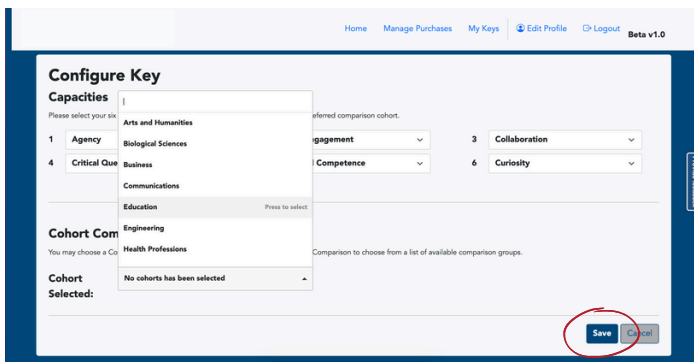 Home Manage Purchases My Keys Edit Profile Logout Beta v1.0
Configure Key
Capacities
Please select your six
eferred comparison cohort.
1 Agency
gagement
3 Collaboration
4 Critical Que
Competence
6 Curiosity
Arts and Humanities
Biological Sciences
Business
Communications
Education Press to select
Engineering
Health Professions
No cohorts has been selected
Cohort Com
You may choose a Co
Comparison to choose from a list of available comparison groups.
Cohort
Selected:
Save Cancel